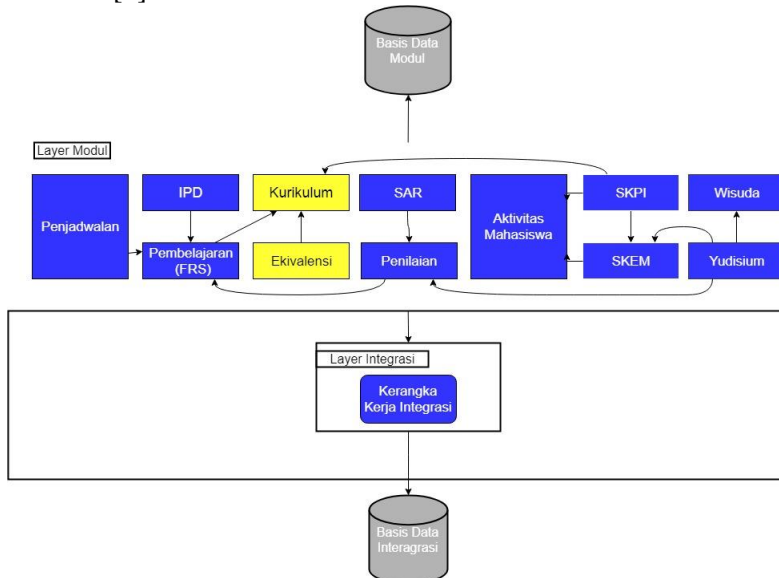 Basis Data
Modul
Layer Modul
Penjadwalan
IPD
Kurikulum
SAR
Aktivitas
Mahasiswa
SKPI
Wisuda
Pembelajaran
(FRS)
Ekivalensi
Penilaian
SKEM
Yudisium
Layer Integrasi
Kerangka
Kerja Integrasi
Basis Data
Interagrasi